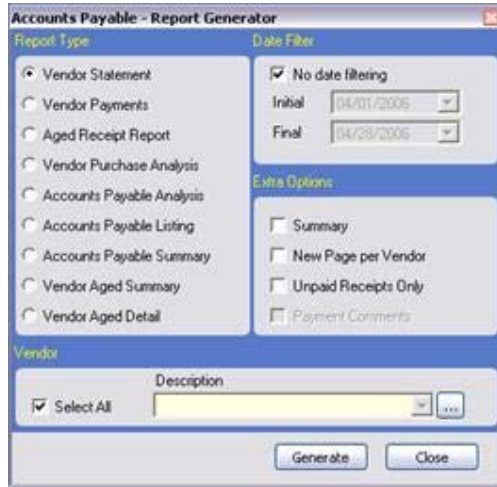 Accounts Payable - Report Generator
Report Type
Vendor Statement
Vendor Payments
Aged Receipt Report
Vendor Purchase Analysis
Accounts Payable Analysis
Accounts Payable Listing
Accounts Payable Summary
Vendor Aged Summary
Vendor Aged Detail
Date Filter
No date filtering
Initial 04/01/2006
Final 04/28/2006
Extra Options
Summary
New Page per Vendor
Unpaid Receipts Only
Payment Comments
Vendor
Description
Select All ...
Generate Close